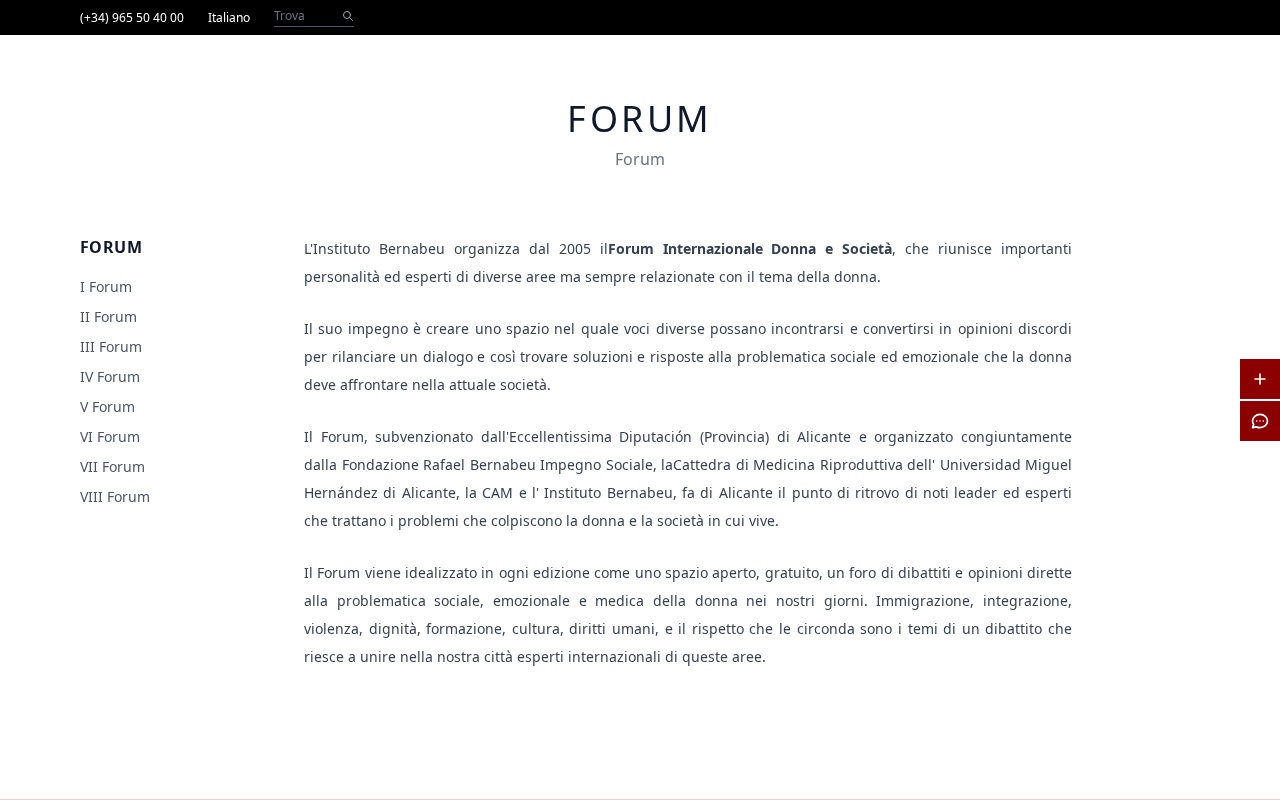 (+34) 965 50 40 00
Italiano
Trova
FORUM
Forum
FORUM
I Forum
II Forum
III Forum
IV Forum
V Forum
VI Forum
VII Forum
VIII Forum
L'Instituto Bernabeu organizza dal 2005 ilForum Internazionale Donna e Società, che riunisce importanti
personalità ed esperti di diverse aree ma sempre relazionate con il tema della donna.
Il suo impegno è creare uno spazio nel quale voci diverse possano incontrarsi e convertirsi in opinioni discordi
per rilanciare un dialogo e così trovare soluzioni e risposte alla problematica sociale ed emozionale che la donna
deve affrontare nella attuale società.
Il Forum, subvenzionato dall'Eccellentissima Diputación (Provincia) di Alicante e organizzato congiuntamente
dalla Fondazione Rafael Bernabeu Impegno Sociale, laCattedra di Medicina Riproduttiva dell' Universidad Miguel
Hernández di Alicante, la CAM e l' Instituto Bernabeu, fa di Alicante il punto di ritrovo di noti leader ed esperti
che trattano i problemi che colpiscono la donna e la società in cui vive.
Il Forum viene idealizzato in ogni edizione come uno spazio aperto, gratuito, un foro di dibattiti e opinioni dirette
alla problematica sociale, emozionale e medica della donna nei nostri giorni. Immigrazione, integrazione,
violenza, dignità, formazione, cultura, diritti umani, e il rispetto che le circonda sono i temi di un dibattito che
riesce a unire nella nostra città esperti internazionali di queste aree.